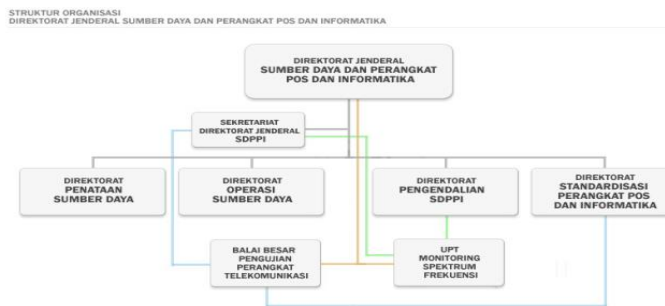 STRUKTUR ORGANISASI
DIREKTORAT JENDERAL SUMBER DAYA DAN PERANGKAT POS DAN INFORMATIKA
DIREKTORAT JENDERAL
SUMBER DAYA DAN PERANGKAT
POS DAN INFORMATIKA
SEKRETARIAT
DIREKTORAT JENDERAL
SDPPI
DIREKTORAT
PENATAAN
SUMBER DAYA
DIREKTORAT
OPERASI
SUMBER DAYA
DIREKTORAT
PENGENDALIAN
SDPPI
DIREKTORAT
STANDARDISASI
PERANGKAT POS
DAN INFORMATIKA
BALAI BESAR
PENGUJIAN
PERANGKAT
TELEKOMUNIKASI
UPT
MONITORING
SPEKTRUM
FREKUENSI